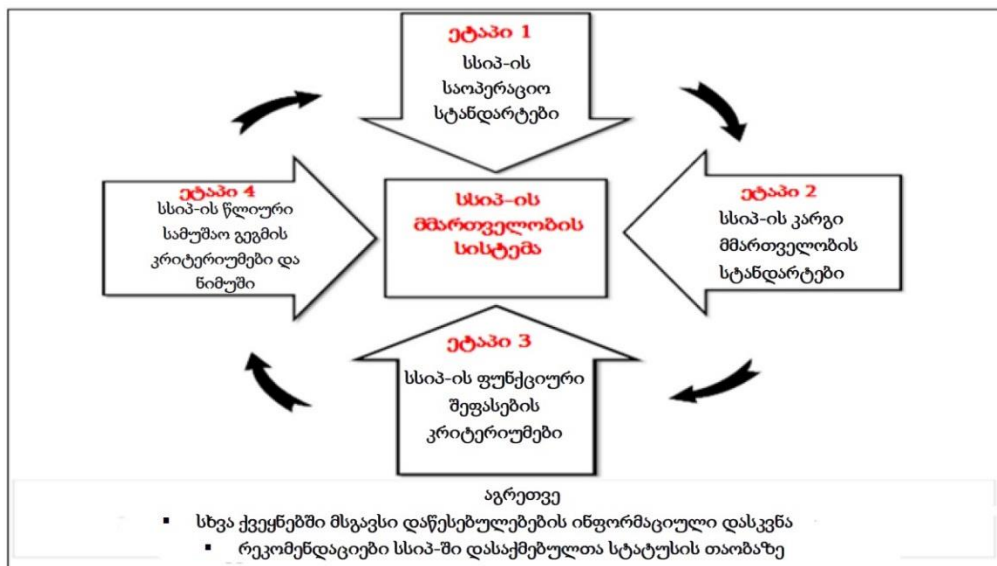 ეტაპი 1
სსიპ-ის
საოპერაციო
სტანდარტები
ეტაპი 2
სსიპ-ის კარგი
მმართველობის
სტანდარტები
ეტაპი 3
სსიპ-ის ფუნქციური
შეფასების
კრიტერიუმები
ეტაპი 4
სსიპ-ის წლიური
სამუშაო გეგმის
კრიტერიუმები და
ნიმუში
სსიპ-ის
მმართველობის
სისტემა
აგრეთვე
▪ სხვა ქვეყნებში მსგავსი დაწესებულებების ინფორმაციული დასკვნა
▪ რეკომენდაციები სსიპ-ში დასაქმებულთა სტატუსის თაობაზე